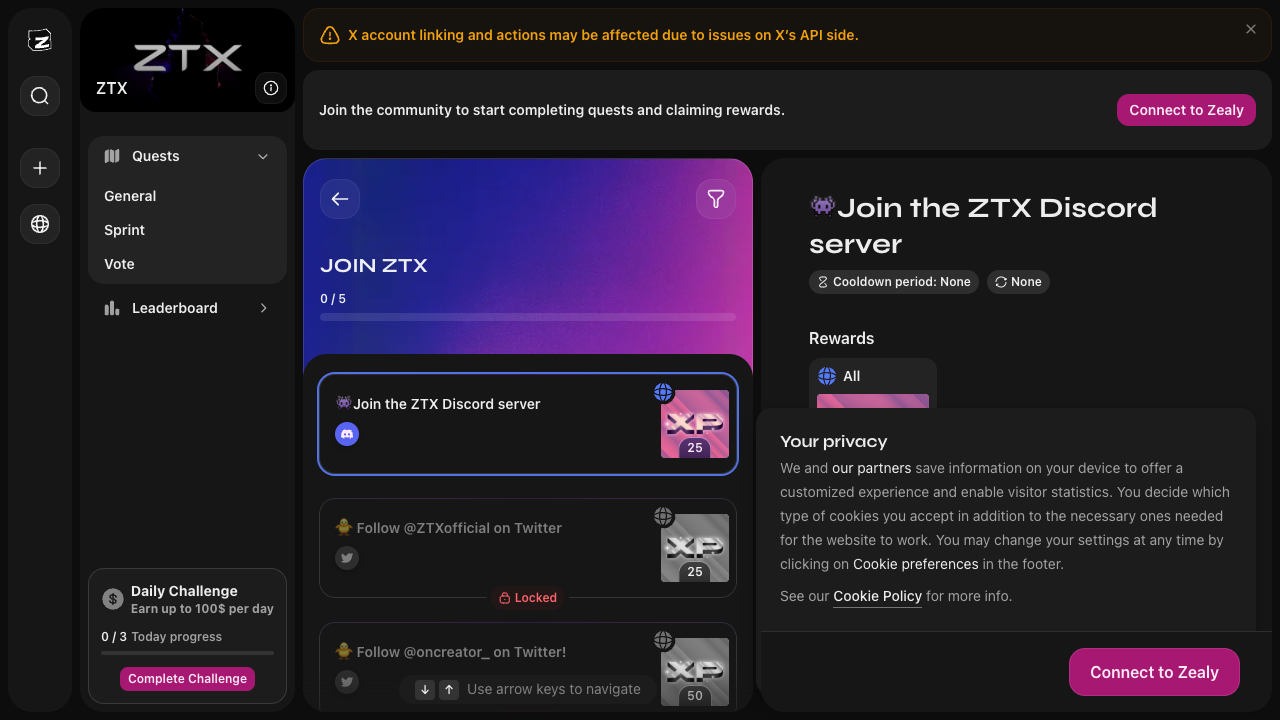 ZTX
ZTX
Quests
General
Sprint
Vote
Leaderboard
Daily Challenge
Earn up to 100$ per day
0 / 3 Today progress
Complete Challenge
X account linking and actions may be affected due to issues on X's API side.
Join the community to start completing quests and claiming rewards.
Connect to Zealy
JOIN ZTX
0 / 5
Join the ZTX Discord server
XP
25
Follow @ZTXofficial on Twitter
XP
25
Locked
Follow @oncreator_ on Twitter!
XP
50
Use arrow keys to navigate
Join the ZTX Discord
server
Cooldown period: None
None
Rewards
All
Your privacy
We and our partners save information on your device to offer a
customized experience and enable visitor statistics. You decide which
type of cookies you accept in addition to the necessary ones needed
for the website to work. You may change your settings at any time by
clicking on Cookie preferences in the footer.
See our Cookie Policy for more info.
Connect to Zealy